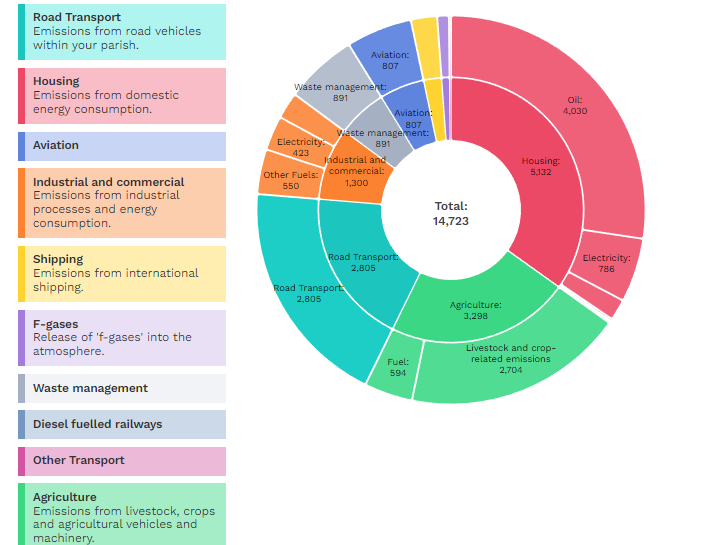 Road Transport
Emissions from road vehicles
within your parish.
Housing
Emissions from domestic
energy consumption.
Aviation
Industrial and commercial
Emissions from industrial
processes and energy
consumption.
Shipping
Emissions from international
shipping.
F-gases
Release of 'f-gases' into the
atmosphere.
Waste management
Diesel fuelled railways
Other Transport
Agriculture
Emissions from livestock, crops
and agricultural vehicles and
machinery.
Aviation:
807
Waste management:
891
Oil:
4,030
Aviation:
807
Waste management:
891
Electricity:
423
Industrial and
commercial:
1,300
Housing:
5,132
Other Fuels:
550
Total:
14,723
Road Transport:
2,805
Electricity:
786
Road Transport:
2,805
Agriculture:
3,298
Livestock and crop-
related emissions
2,704
Fuel:
594